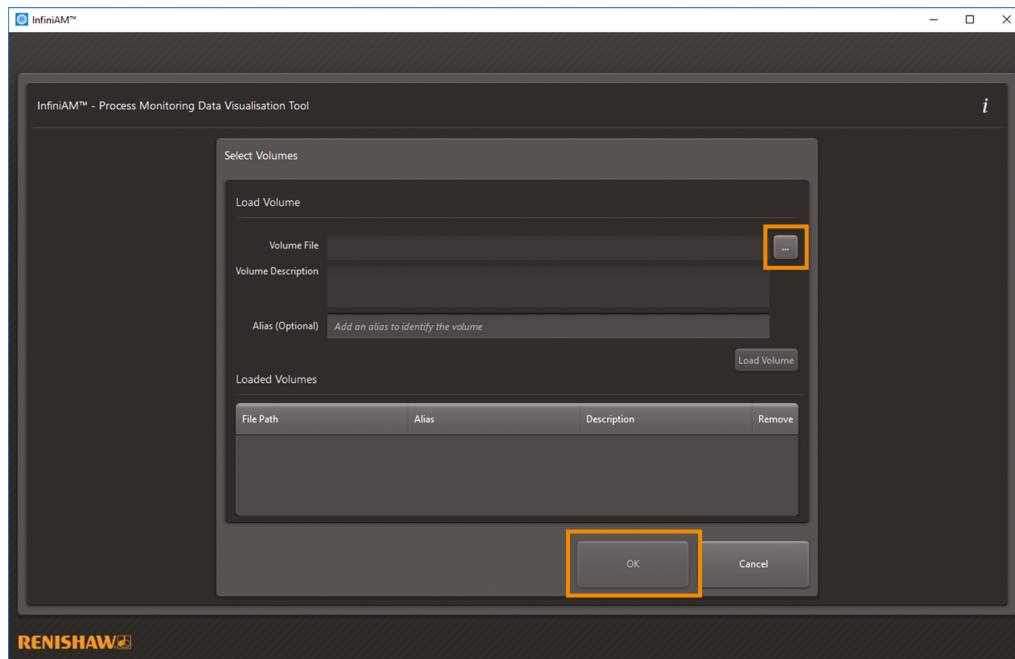 InfiniAM™
InfiniAM™ - Process Monitoring Data Visualisation Tool
i
Select Volumes
Load Volume
Volume File
...
Volume Description
Alias (Optional) Add an alias to identify the volume
Load Volume
Loaded Volumes
File Path Alias Description Remove
OK Cancel
RENISHAW